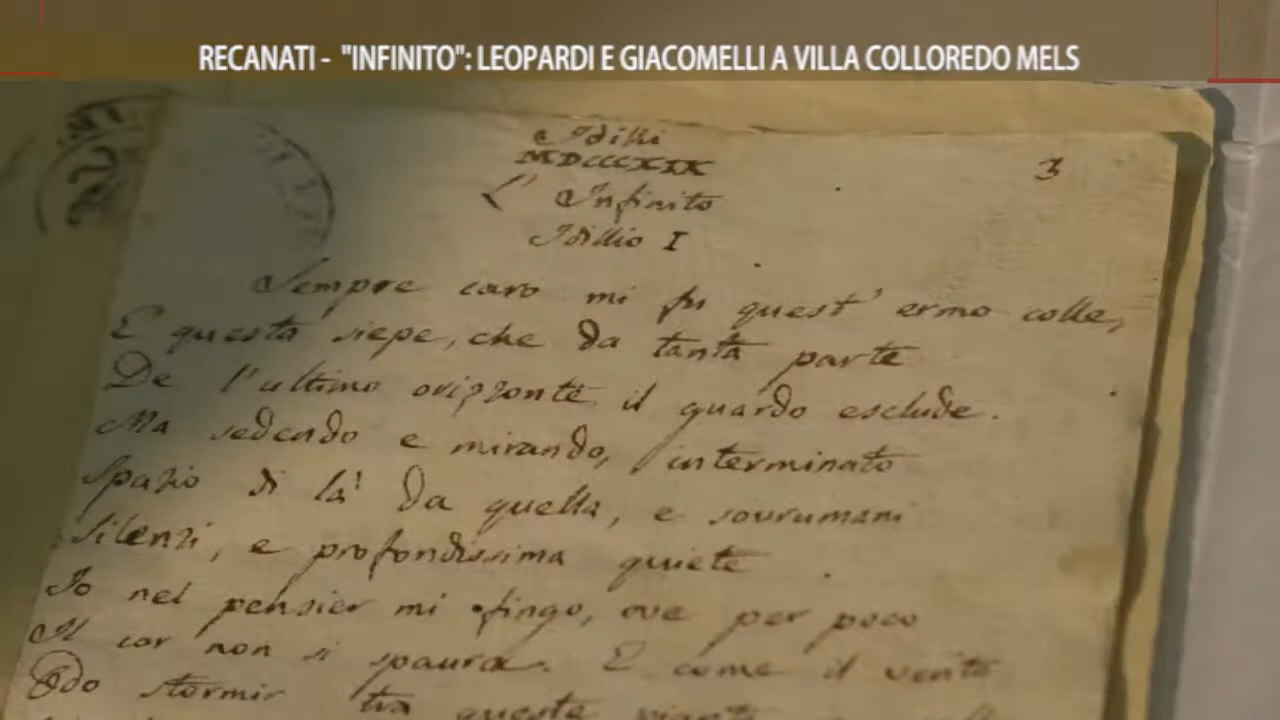 RECANATI - "INFINITO": LEOPARDI E GIACOMELLI A VILLA COLLOREDO MELS
Idilli
MDCCCXIX
3
L' Infinito
Idillio I
Sempre caro mi fu quest' ermo colle,
E questa siepe, che da tanta parte
De l'ultimo orizzonte il guardo esclude.
Ma sedendo e mirando, interminato
Spazio di là da quella, e sovrumani
Silenzi, e profondissima quiete
Io nel pensier mi fingo, ove per poco
Il cor non si spaura. E come il vento
Odo stormir tra queste piante